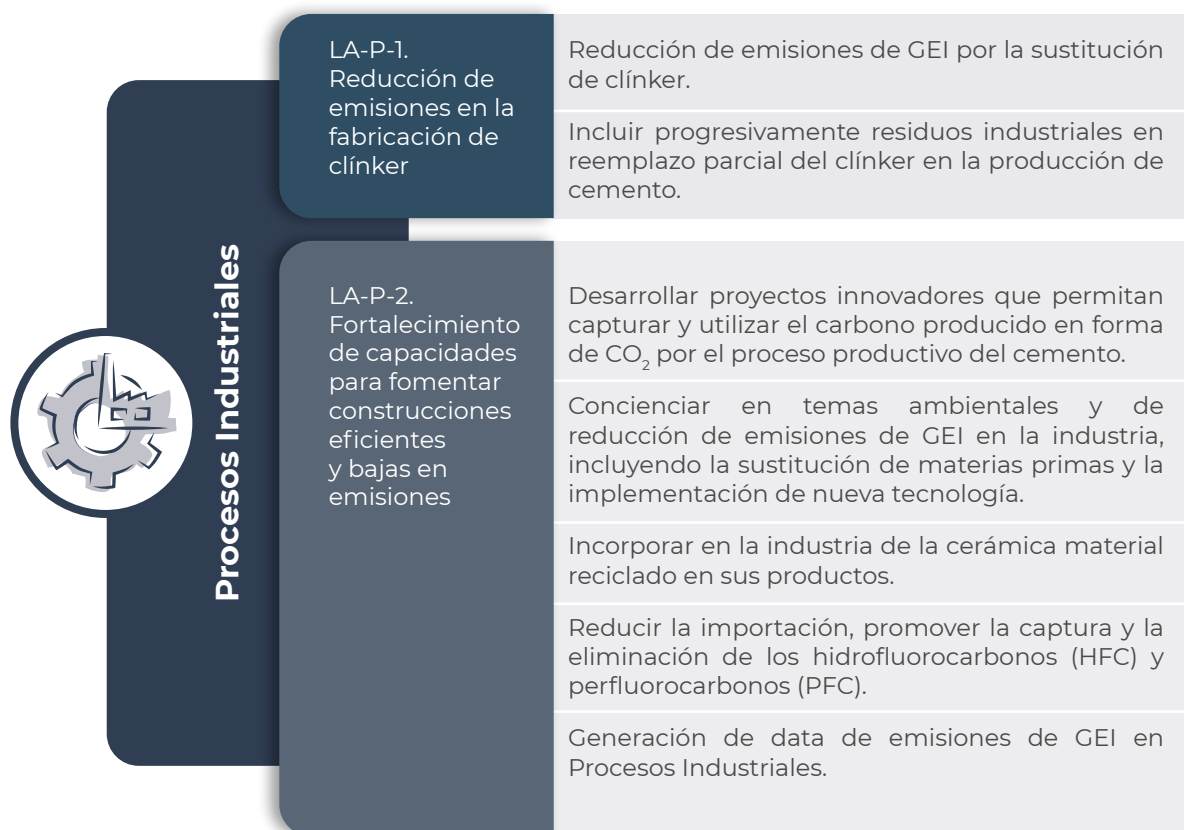 Procesos Industriales
LA-P-1.
Reducción de
emisiones en la
fabricación de
clínker
Reducción de emisiones de GEI por la sustitución
de clínker.
Incluir progresivamente residuos industriales en
reemplazo parcial del clínker en la producción de
cemento.
LA-P-2.
Fortalecimiento
de capacidades
para fomentar
construcciones
eficientes
y bajas en
emisiones
Desarrollar proyectos innovadores que permitan
capturar y utilizar el carbono producido en forma
de CO₂ por el proceso productivo del cemento.
Concienciar en temas ambientales y de
reducción de emisiones de GEI en la industria,
incluyendo la sustitución de materias primas y la
implementación de nueva tecnología.
Incorporar en la industria de la cerámica material
reciclado en sus productos.
Reducir la importación, promover la captura y la
eliminación de los hidrofluorocarbonos (HFC) y
perfluorocarbonos (PFC).
Generación de data de emisiones de GEI en
Procesos Industriales.